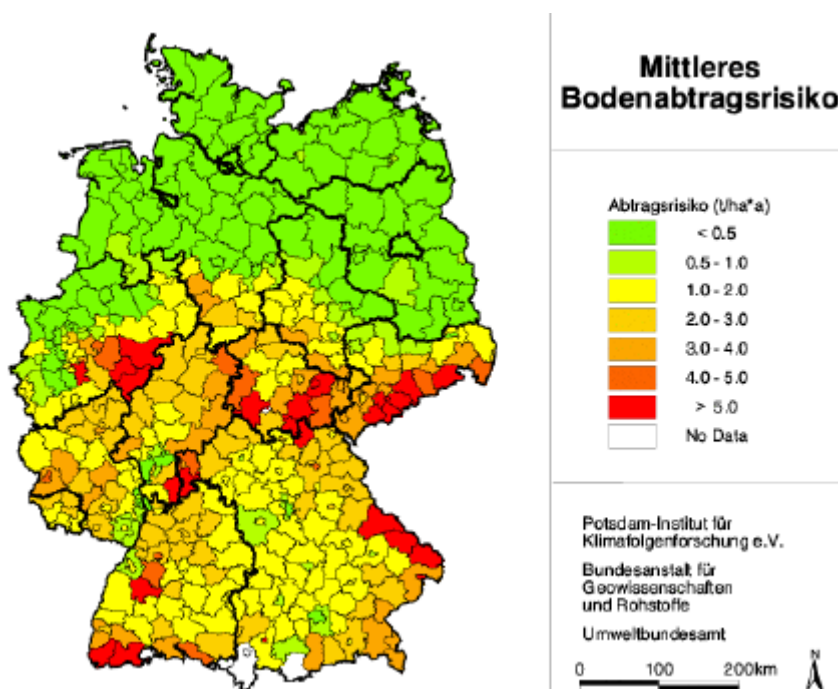 Mittleres
Bodenabtragsrisiko
Abtragsrisiko (t/ha*a)
< 0.5
0.5 - 1.0
1.0 - 2.0
2.0 - 3.0
3.0 - 4.0
4.0 - 5.0
> 5.0
No Data
Potsdam-Institut für
Klimafolgenforschung e.V.
Bundesanstalt für
Geowissenschaften
und Rohstoffe
Umweltbundesamt
0 100 200km
N